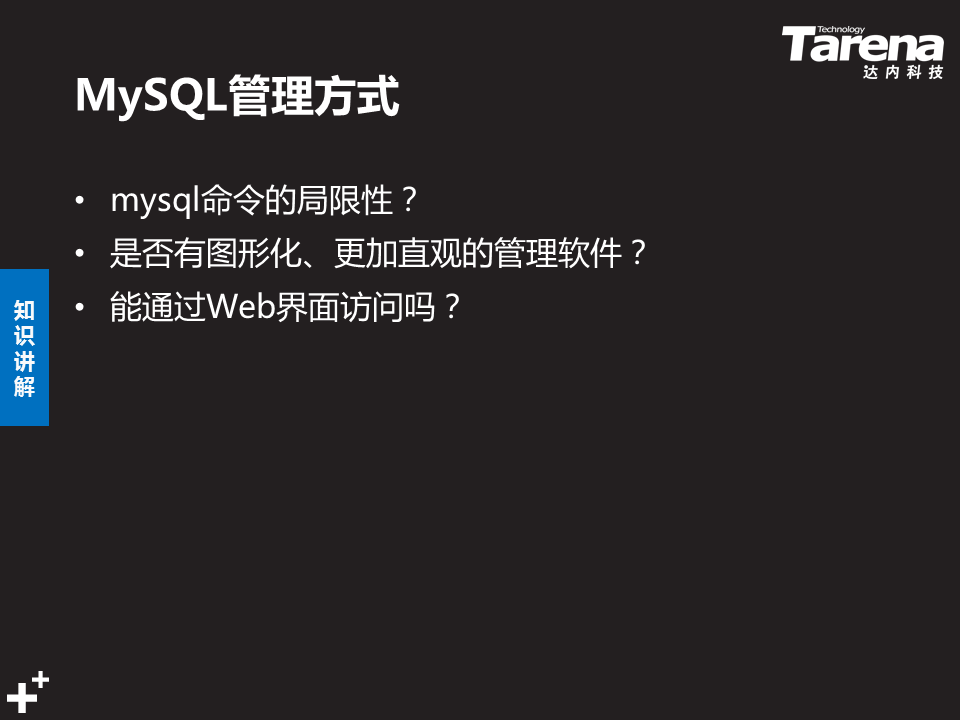 Technology
Tarena
达内科技
MySQL管理方式
• mysql命令的局限性？
• 是否有图形化、更加直观的管理软件？
• 能通过Web界面访问吗？
知
识
讲
解